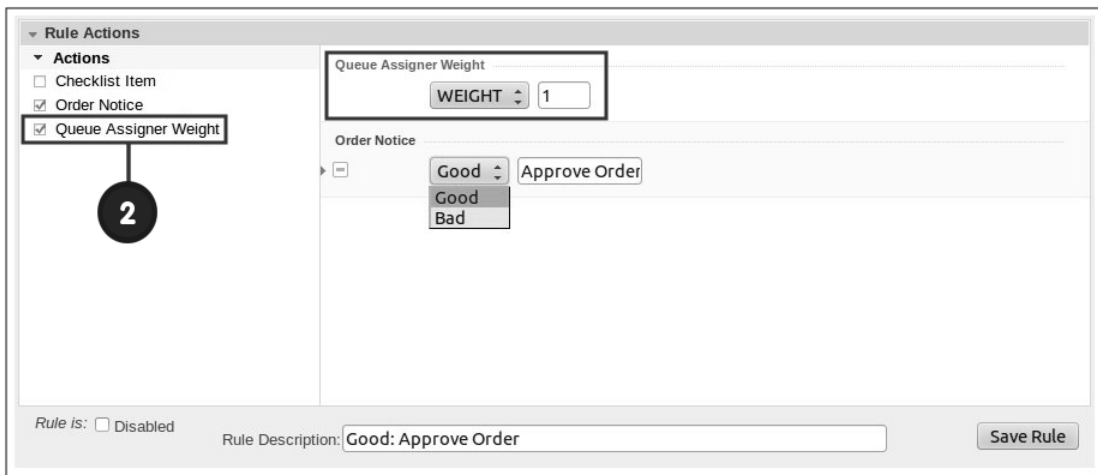 Rule Actions
Actions
Checklist Item
Order Notice
Queue Assigner Weight
2
Queue Assigner Weight
WEIGHT 1
Order Notice
Good Approve Order
Good
Bad
Rule is: Disabled
Rule Description: Good: Approve Order
Save Rule